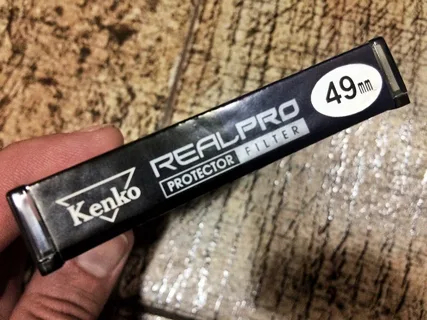 Kenko
REALPRO
PROTECTOR FILTER
49mm